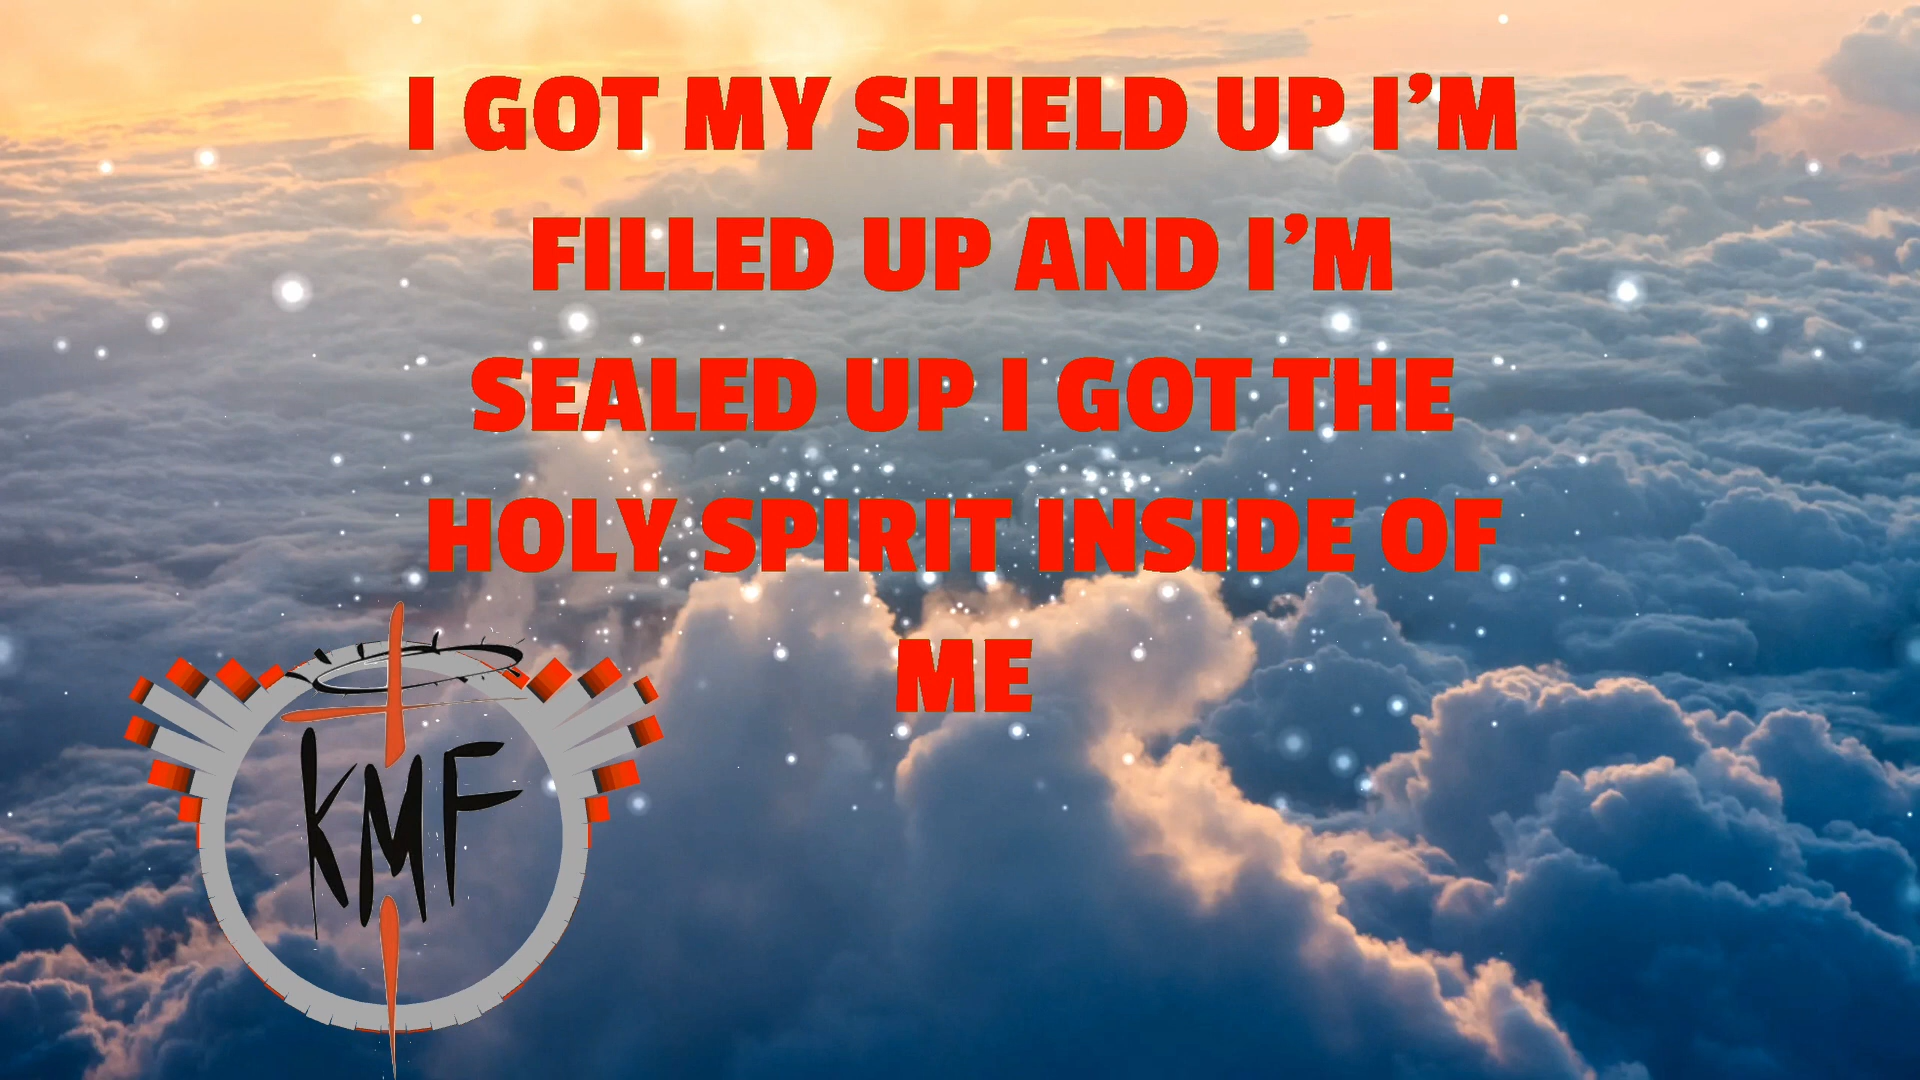 I GOT MY SHIELD UP I’M
FILLED UP AND I’M
SEALED UP I GOT THE
HOLY SPIRIT INSIDE OF
ME
KMF